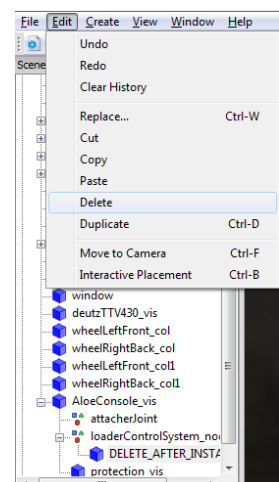 File Edit Create View Window Help
Undo
Redo
Scene
Clear History
Replace... Ctrl-W
Cut
Copy
Paste
Delete
Duplicate Ctrl-D
Move to Camera Ctrl-F
Interactive Placement Ctrl-B
window
deutzTTV430_vis
wheelLeftFront_col
wheelRightBack_col
wheelLeftFront_col1
wheelRightBack_col1
AloeConsole_vis
attacherJoint
loaderControlSystem_no
DELETE_AFTER_INSTA
protection_vis